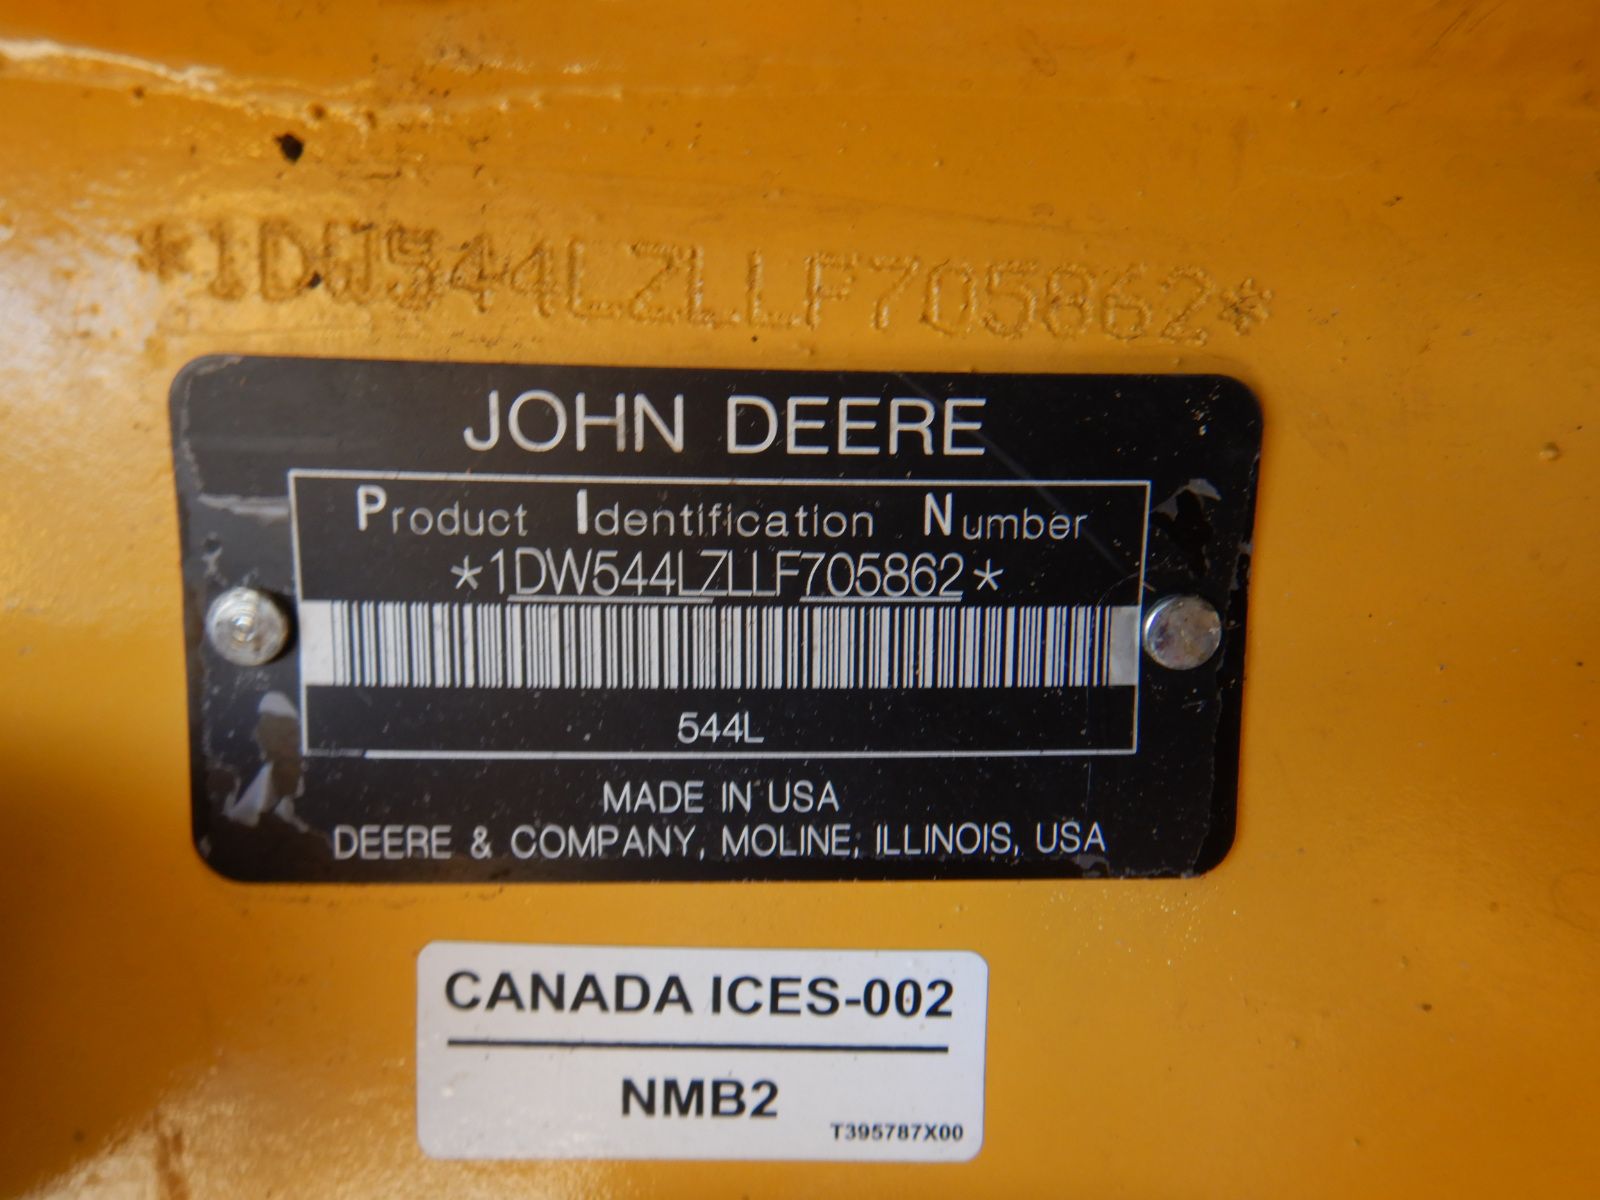 *1DW544LZLLF705862*
JOHN DEERE
Product Identification Number
*1DW544LZLLF705862*
544L
MADE IN USA
DEERE & COMPANY, MOLINE, ILLINOIS, USA
CANADA ICES-002
NMB2
T395787X00